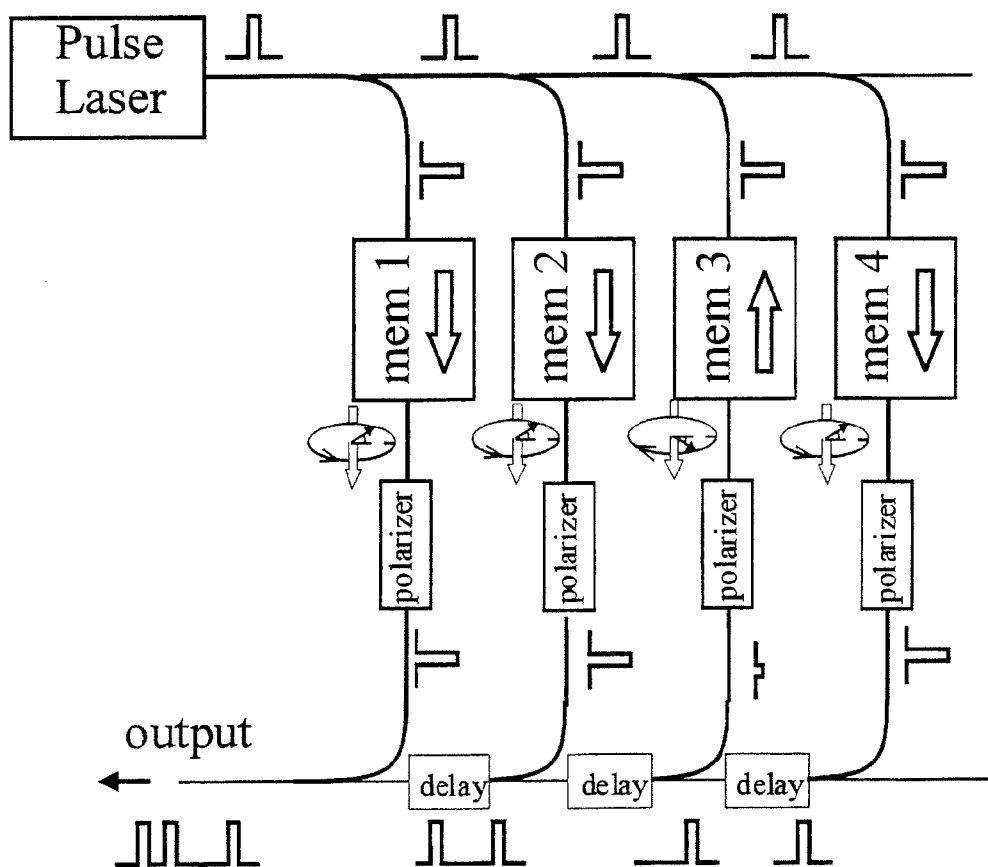 Pulse
Laser
mem 1
mem 2
mem 3
mem 4
polarizer
polarizer
polarizer
polarizer
output
delay
delay
delay